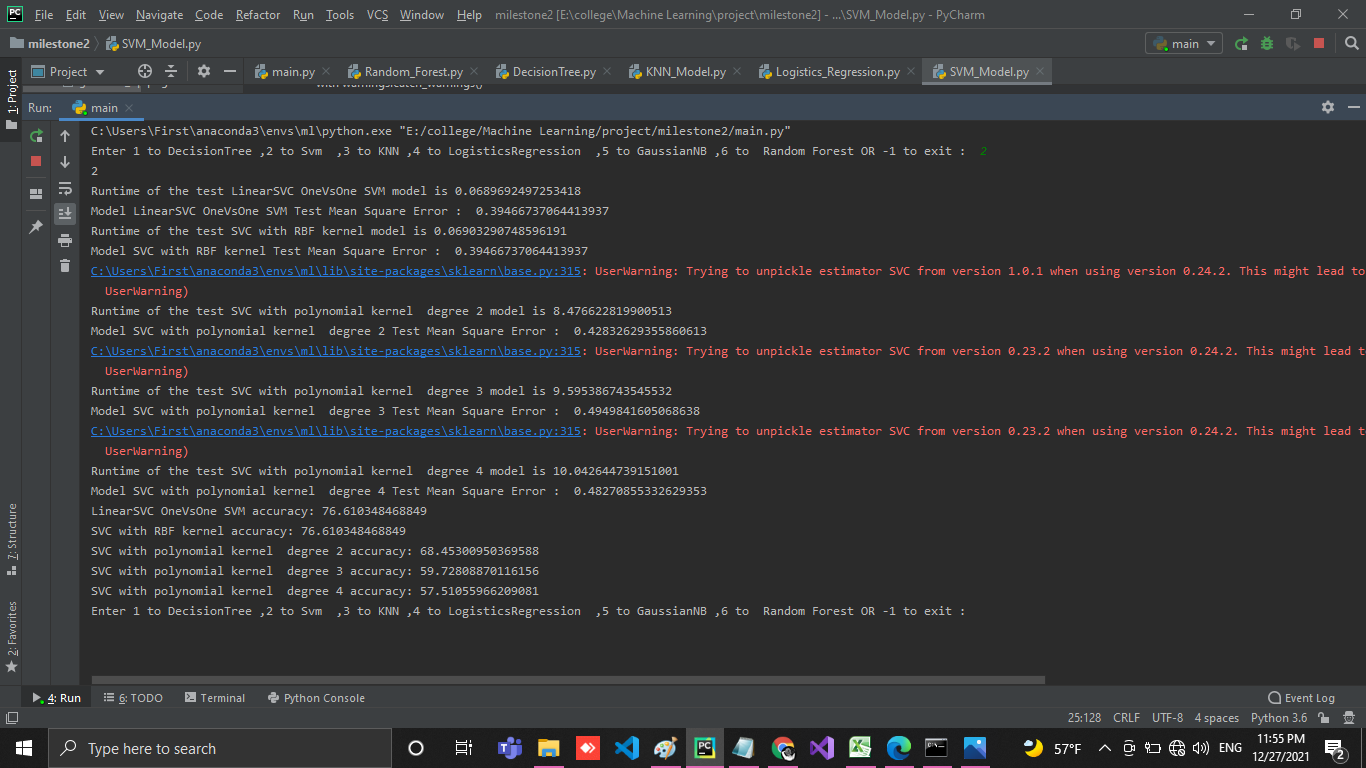 File Edit View Navigate Code Refactor Run Tools VCS Window Help milestone2 [E:\college\Machine Learning\project\milestone2] - ...\SVM_Model.py - PyCharm
milestone2 SVM_Model.py main
1: Project
Project main.py Random_Forest.py DecisionTree.py KNN_Model.py Logistics_Regression.py SVM_Model.py
Run: main
C:\Users\First\anaconda3\envs\ml\python.exe "E:/college/Machine Learning/project/milestone2/main.py"
Enter 1 to DecisionTree ,2 to Svm ,3 to KNN ,4 to LogisticsRegression ,5 to GaussianNB ,6 to Random Forest OR -1 to exit : 2
2
Runtime of the test LinearSVC OneVsOne SVM model is 0.0689692497253418
Model LinearSVC OneVsOne SVM Test Mean Square Error : 0.39466737064413937
Runtime of the test SVC with RBF kernel model is 0.06903290748596191
Model SVC with RBF kernel Test Mean Square Error : 0.39466737064413937
C:\Users\First\anaconda3\envs\ml\lib\site-packages\sklearn\base.py:315: UserWarning: Trying to unpickle estimator SVC from version 1.0.1 when using version 0.24.2. This might lead to
UserWarning)
Runtime of the test SVC with polynomial kernel degree 2 model is 8.476622819900513
Model SVC with polynomial kernel degree 2 Test Mean Square Error : 0.42832629355860613
C:\Users\First\anaconda3\envs\ml\lib\site-packages\sklearn\base.py:315: UserWarning: Trying to unpickle estimator SVC from version 0.23.2 when using version 0.24.2. This might lead to
UserWarning)
Runtime of the test SVC with polynomial kernel degree 3 model is 9.595386743545532
Model SVC with polynomial kernel degree 3 Test Mean Square Error : 0.4949841605068638
C:\Users\First\anaconda3\envs\ml\lib\site-packages\sklearn\base.py:315: UserWarning: Trying to unpickle estimator SVC from version 0.23.2 when using version 0.24.2. This might lead to
UserWarning)
Runtime of the test SVC with polynomial kernel degree 4 model is 10.042644739151001
Model SVC with polynomial kernel degree 4 Test Mean Square Error : 0.48270855332629353
LinearSVC OneVsOne SVM accuracy: 76.610348468849
SVC with RBF kernel accuracy: 76.610348468849
SVC with polynomial kernel degree 2 accuracy: 68.45300950369588
SVC with polynomial kernel degree 3 accuracy: 59.72808870116156
SVC with polynomial kernel degree 4 accuracy: 57.51055966209081
Enter 1 to DecisionTree ,2 to Svm ,3 to KNN ,4 to LogisticsRegression ,5 to GaussianNB ,6 to Random Forest OR -1 to exit :
7: Structure
2: Favorites
4: Run 6: TODO Terminal Python Console Event Log
25:128 CRLF UTF-8 4 spaces Python 3.6
Type here to search 57°F ENG 11:55 PM
12/27/2021 2